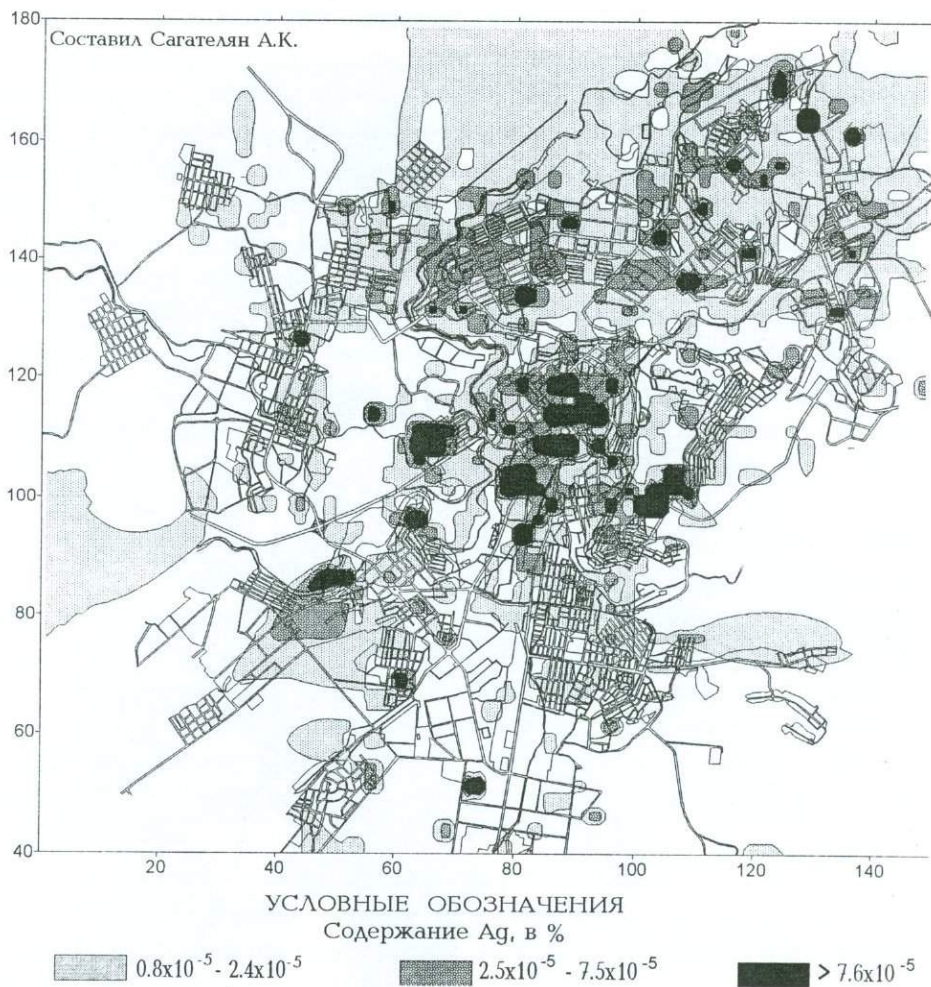 180
Составил Сагателян А.К.
160
140
120
100
80
60
40
20 40 60 80 100 120 140
УСЛОВНЫЕ ОБОЗНАЧЕНИЯ
Содержание Ag, в %
0.8x10⁻⁵ - 2.4x10⁻⁵ 2.5x10⁻⁵ - 7.5x10⁻⁵ > 7.6x10⁻⁵